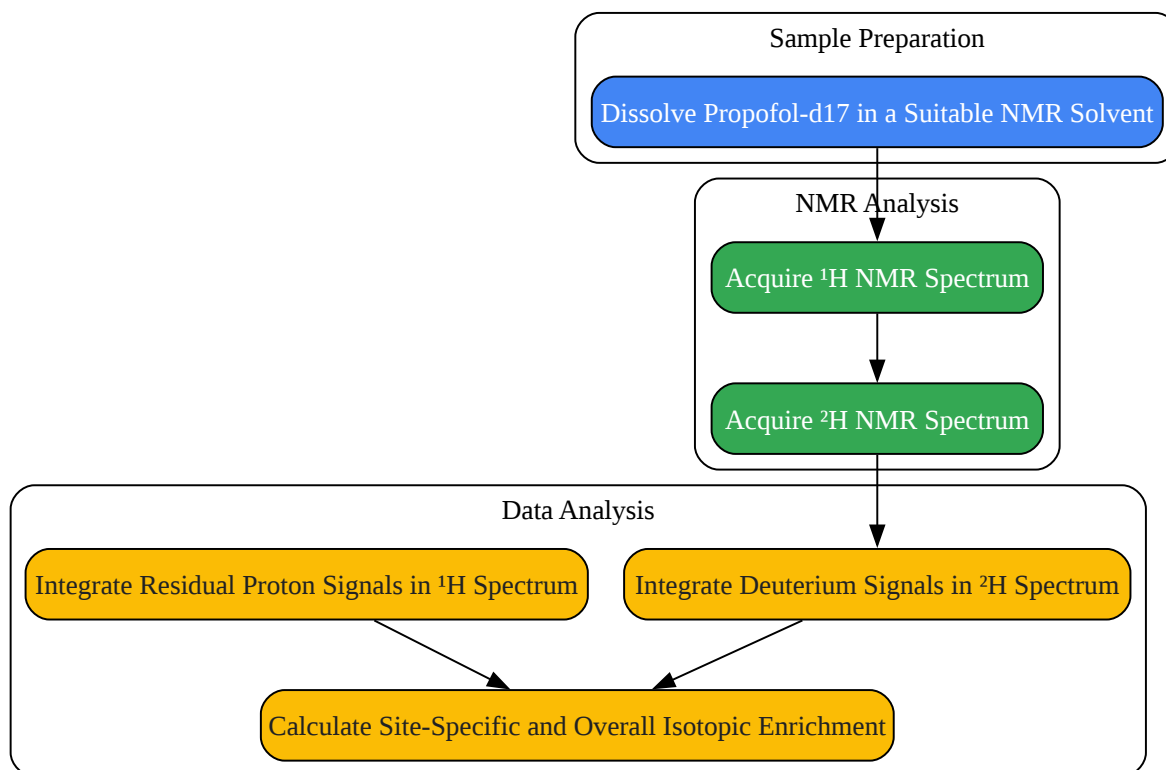 Sample Preparation
Dissolve Propofol-d17 in a Suitable NMR Solvent
NMR Analysis
Acquire ¹H NMR Spectrum
Acquire ²H NMR Spectrum
Data Analysis
Integrate Residual Proton Signals in ¹H Spectrum
Integrate Deuterium Signals in ²H Spectrum
Calculate Site-Specific and Overall Isotopic Enrichment